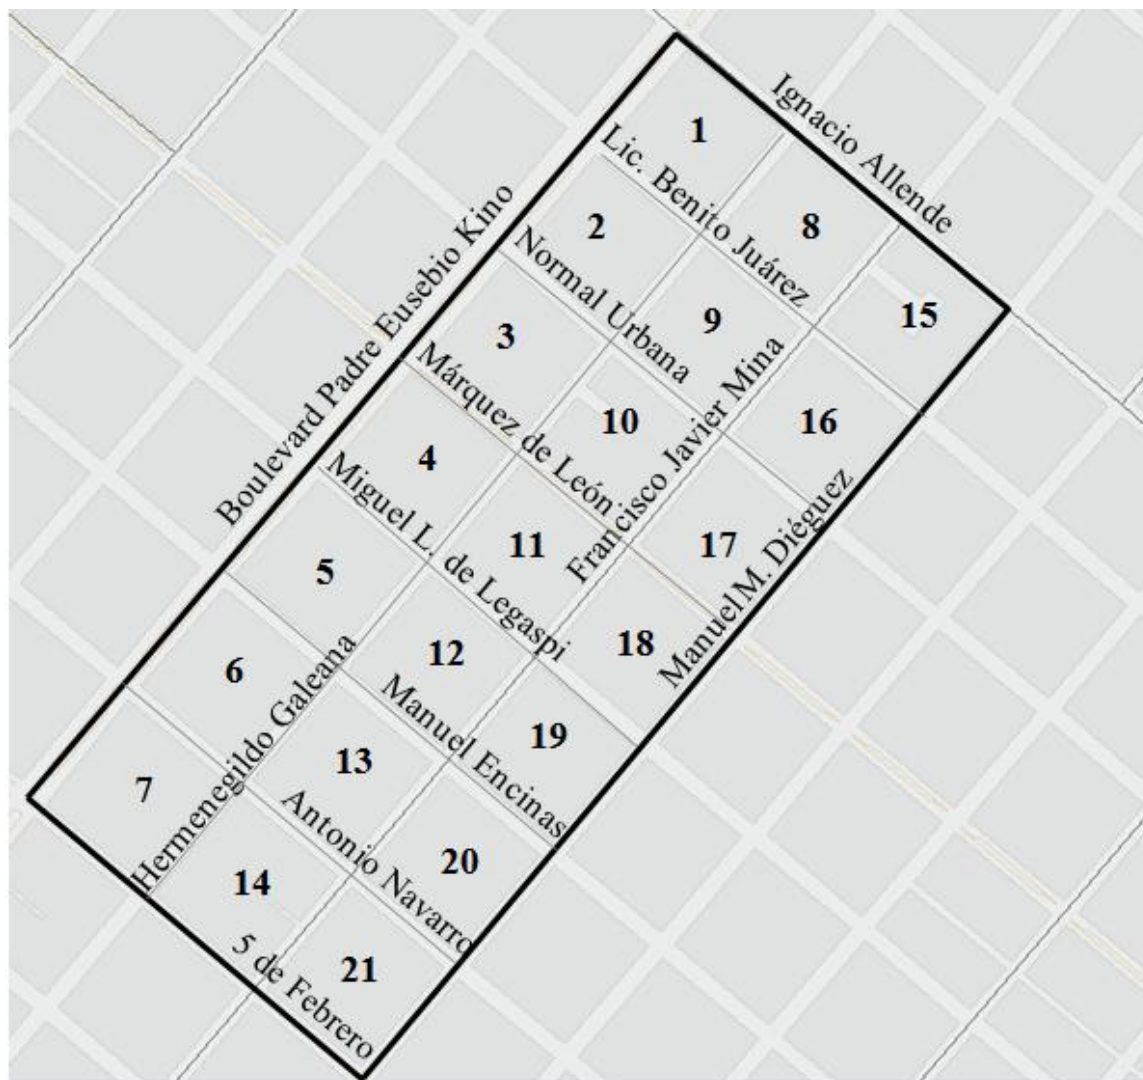 Ignacio Allende
1
Lic. Benito Juárez
8
2
Boulevard Padre Eusebio Kino
Normal Urbana
9
15
3
Márquez de León
10
Francisco Javier Mina
16
4
Miguel L. de Legaspi
11
17
Manuel M. Diéguez
5
12
18
6
Hermenegildo Galeana
Manuel Encinas
19
7
13
Antonio Navarro
20
14
5 de Febrero
21